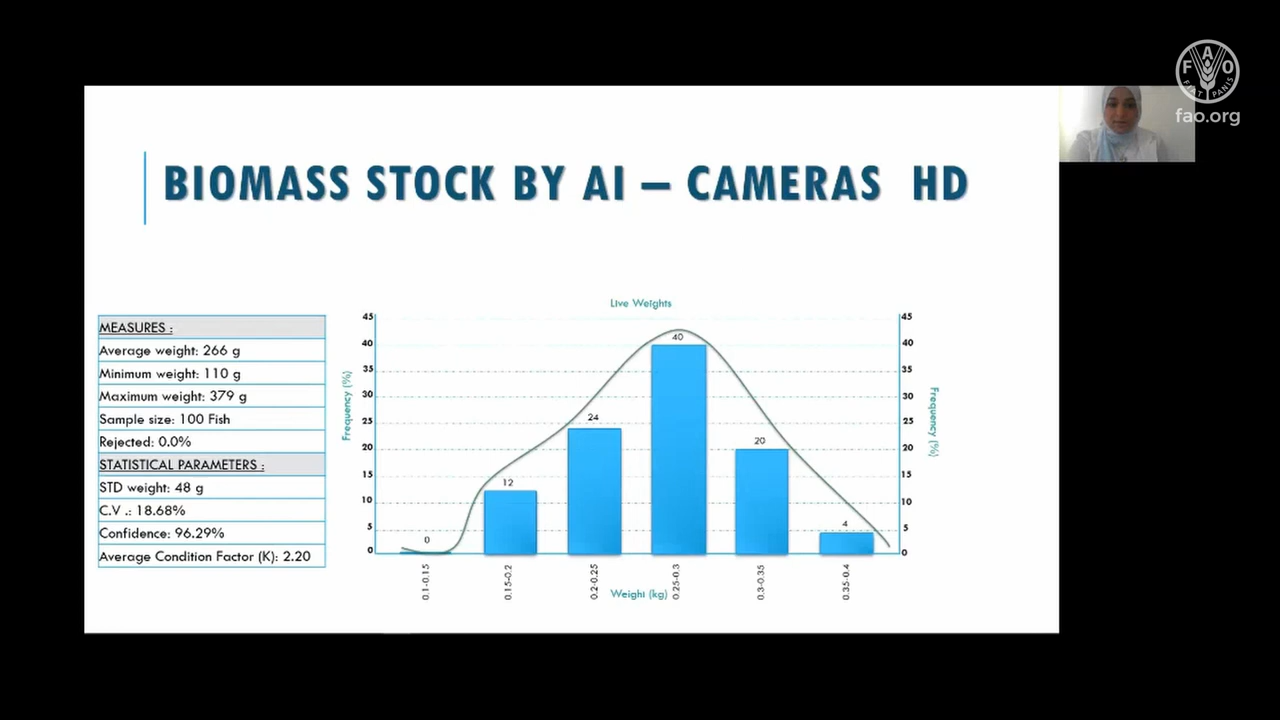 F A O
FIAT PANIS
fao.org
BIOMASS STOCK BY AI – CAMERAS HD
MEASURES :
Average weight: 266 g
Minimum weight: 110 g
Maximum weight: 379 g
Sample size: 100 Fish
Rejected: 0.0%
STATISTICAL PARAMETERS :
STD weight: 48 g
C.V .: 18.68%
Confidence: 96.29%
Average Condition Factor (K): 2.20
Live Weights
Frequency (%)
45
40
35
30
25
20
15
10
5
0
0
12
24
40
20
4
45
40
35
30
25
20
15
10
5
0
Frequency (%)
0.1-0.15
0.15-0.2
0.2-0.25
0.25-0.3
0.3-0.35
0.35-0.4
Weight (kg)